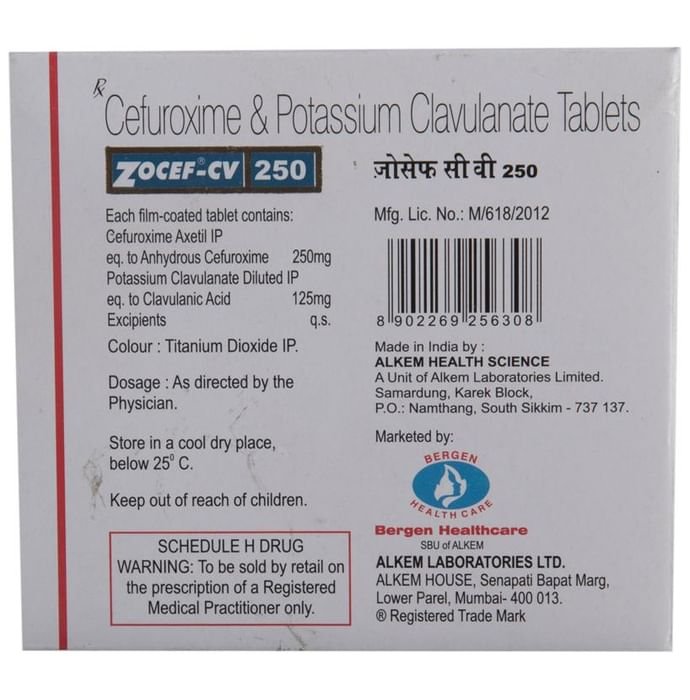 Rx
Cefuroxime & Potassium Clavulanate Tablets
ZOCEF®-CV 250
ज़ोसेफ सी वी 250
Each film-coated tablet contains:
Cefuroxime Axetil IP
eq. to Anhydrous Cefuroxime 250mg
Potassium Clavulanate Diluted IP
eq. to Clavulanic Acid 125mg
Excipients q.s.
Colour : Titanium Dioxide IP.
Dosage : As directed by the
Physician.
Store in a cool dry place,
below 25⁰ C.
Keep out of reach of children.
SCHEDULE H DRUG
WARNING: To be sold by retail on
the prescription of a Registered
Medical Practitioner only.
Mfg. Lic. No.: M/618/2012
8 902269 256308
Made in India by :
ALKEM HEALTH SCIENCE
A Unit of Alkem Laboratories Limited.
Samardung, Karek Block,
P.O.: Namthang, South Sikkim - 737 137.
Marketed by:
BERGEN
HEALTH CARE
Bergen Healthcare
SBU of ALKEM
ALKEM LABORATORIES LTD.
ALKEM HOUSE, Senapati Bapat Marg,
Lower Parel, Mumbai- 400 013.
® Registered Trade Mark